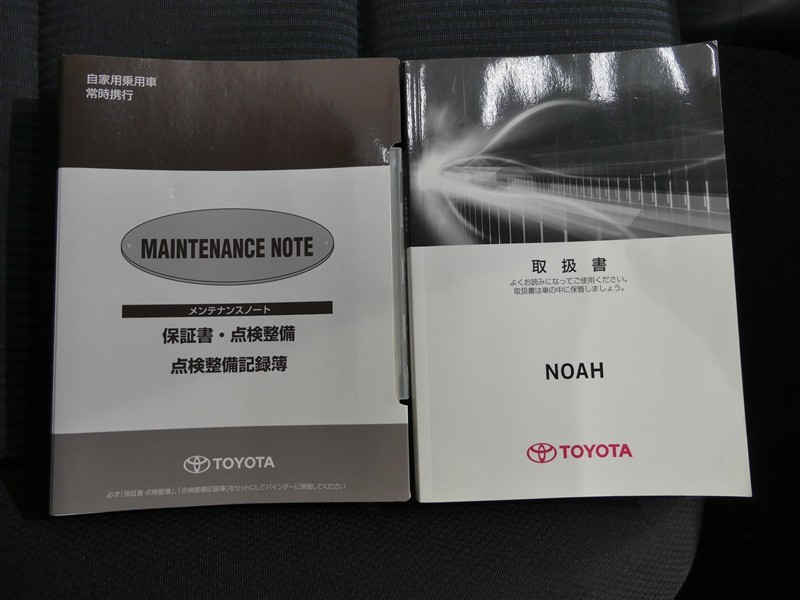 自家用乗用車
常時携行
MAINTENANCE NOTE
メンテナンスノート
保証書・点検整備
点検整備記録簿
TOYOTA
必ず「保証書・点検整備」、「点検整備記録簿」をセットにしてバインダーに保管してください
取扱書
よくお読みになってご使用ください。
取扱書は車の中に保管しましょう。
NOAH
TOYOTA